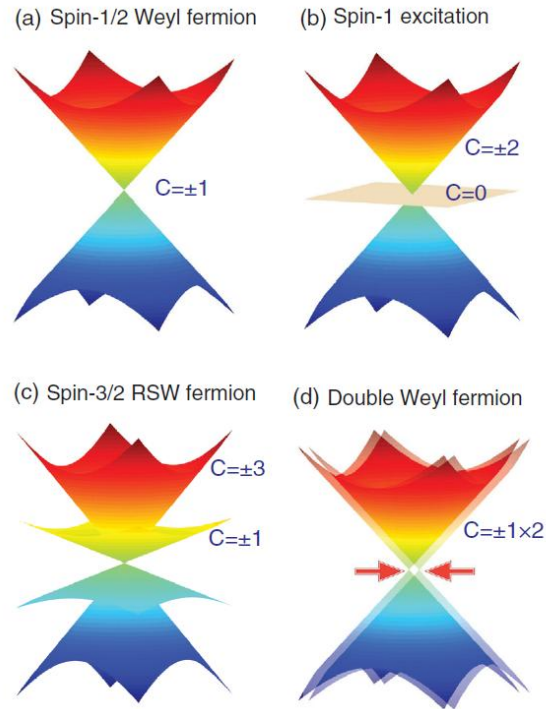 (a) Spin-1/2 Weyl fermion
C=±1
(b) Spin-1 excitation
C=±2
C=0
(c) Spin-3/2 RSW fermion
C=±3
C=±1
(d) Double Weyl fermion
C=±1×2